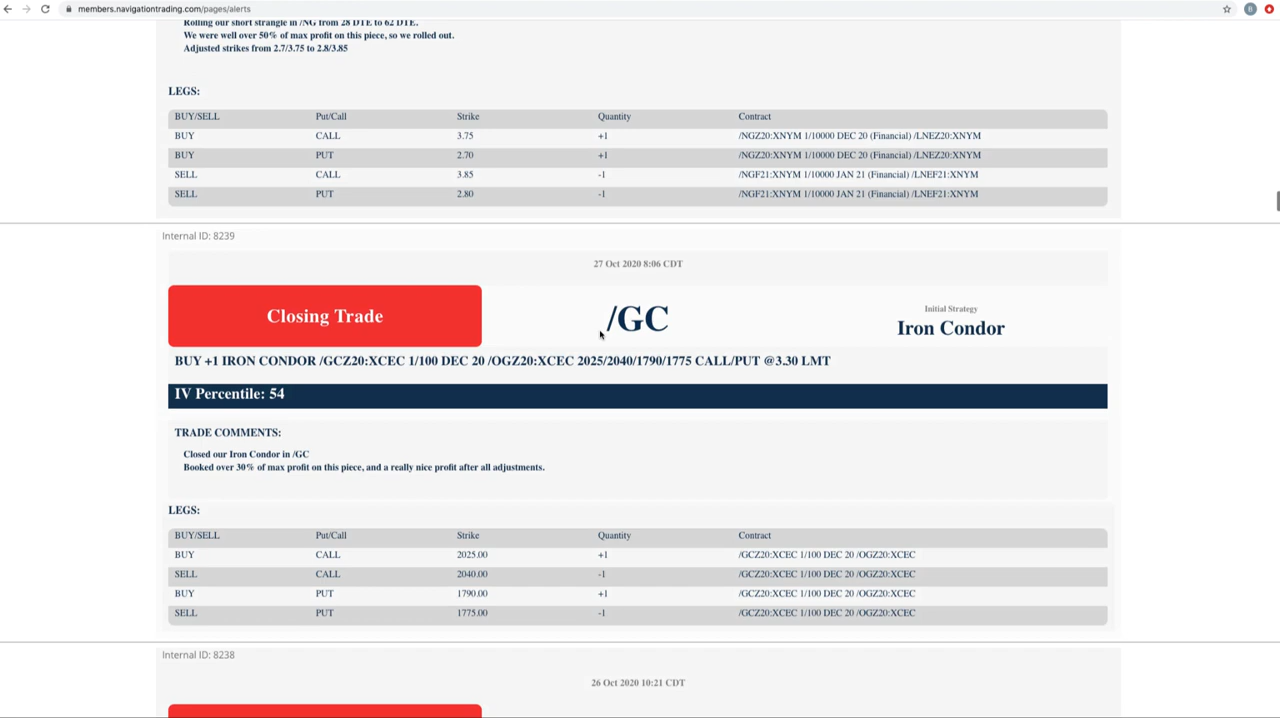 members.navigationtrading.com/pages/alerts
B
Rolling our short strangle in /NG from 28 DTE to 62 DTE.
We were well over 50% of max profit on this piece, so we rolled out.
Adjusted strikes from 2.7/3.75 to 2.8/3.85
LEGS:
BUY/SELL Put/Call Strike Quantity Contract
BUY CALL 3.75 +1 /NGZ20:XNYM 1/10000 DEC 20 (Financial) /LNEZ20:XNYM
BUY PUT 2.70 +1 /NGZ20:XNYM 1/10000 DEC 20 (Financial) /LNEZ20:XNYM
SELL CALL 3.85 -1 /NGF21:XNYM 1/10000 JAN 21 (Financial) /LNEF21:XNYM
SELL PUT 2.80 -1 /NGF21:XNYM 1/10000 JAN 21 (Financial) /LNEF21:XNYM
Internal ID: 8239
27 Oct 2020 8:06 CDT
Closing Trade
/GC
Initial Strategy
Iron Condor
BUY +1 IRON CONDOR /GCZ20:XCEC 1/100 DEC 20 /OGZ20:XCEC 2025/2040/1790/1775 CALL/PUT @3.30 LMT
IV Percentile: 54
TRADE COMMENTS:
Closed our Iron Condor in /GC
Booked over 30% of max profit on this piece, and a really nice profit after all adjustments.
LEGS:
BUY/SELL Put/Call Strike Quantity Contract
BUY CALL 2025.00 +1 /GCZ20:XCEC 1/100 DEC 20 /OGZ20:XCEC
SELL CALL 2040.00 -1 /GCZ20:XCEC 1/100 DEC 20 /OGZ20:XCEC
BUY PUT 1790.00 +1 /GCZ20:XCEC 1/100 DEC 20 /OGZ20:XCEC
SELL PUT 1775.00 -1 /GCZ20:XCEC 1/100 DEC 20 /OGZ20:XCEC
Internal ID: 8238
26 Oct 2020 10:21 CDT